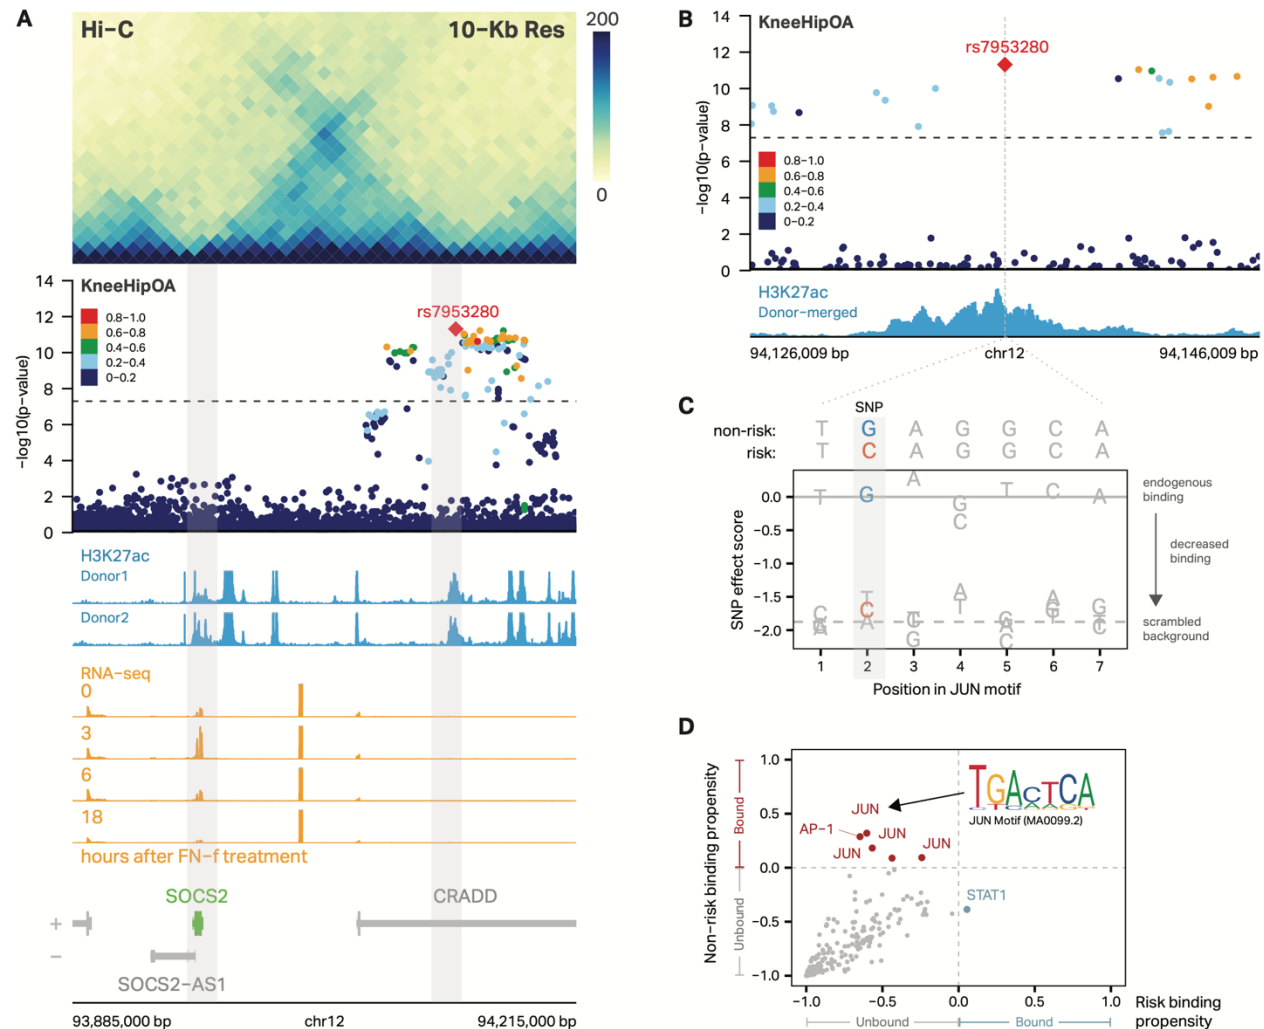 A
Hi-C
10-Kb Res
200
0
14
12
10
8
6
4
2
0
-log10(p-value)
KneeHipOA
0.8-1.0
0.6-0.8
0.4-0.6
0.2-0.4
0-0.2
rs7953280
H3K27ac
Donor1
Donor2
RNA-seq
0
3
6
18
hours after FN-f treatment
SOCS2
CRADD
+
-
SOCS2-AS1
93,885,000 bp
chr12
94,215,000 bp
B
KneeHipOA
14
12
10
8
6
4
2
0
-log10(p-value)
rs7953280
0.8-1.0
0.6-0.8
0.4-0.6
0.2-0.4
0-0.2
H3K27ac
Donor-merged
94,126,009 bp
chr12
94,146,009 bp
C
SNP
non-risk: T G A G G C A
risk: T C A G G C A
SNP effect score
0.0
-0.5
-1.0
-1.5
-2.0
T
G
A
G
C
T
C
A
endogenous binding
decreased binding
scrambled background
1 2 3 4 5 6 7
Position in JUN motif
D
Non-risk binding propensity
Bound
Unbound
1.0
0.5
0.0
-0.5
-1.0
JUN
AP-1
JUN
JUN
JUN
TGACTCA
JUN Motif (MA0099.2)
STAT1
-1.0 -0.5 0.0 0.5 1.0
Risk binding propensity
Unbound
Bound